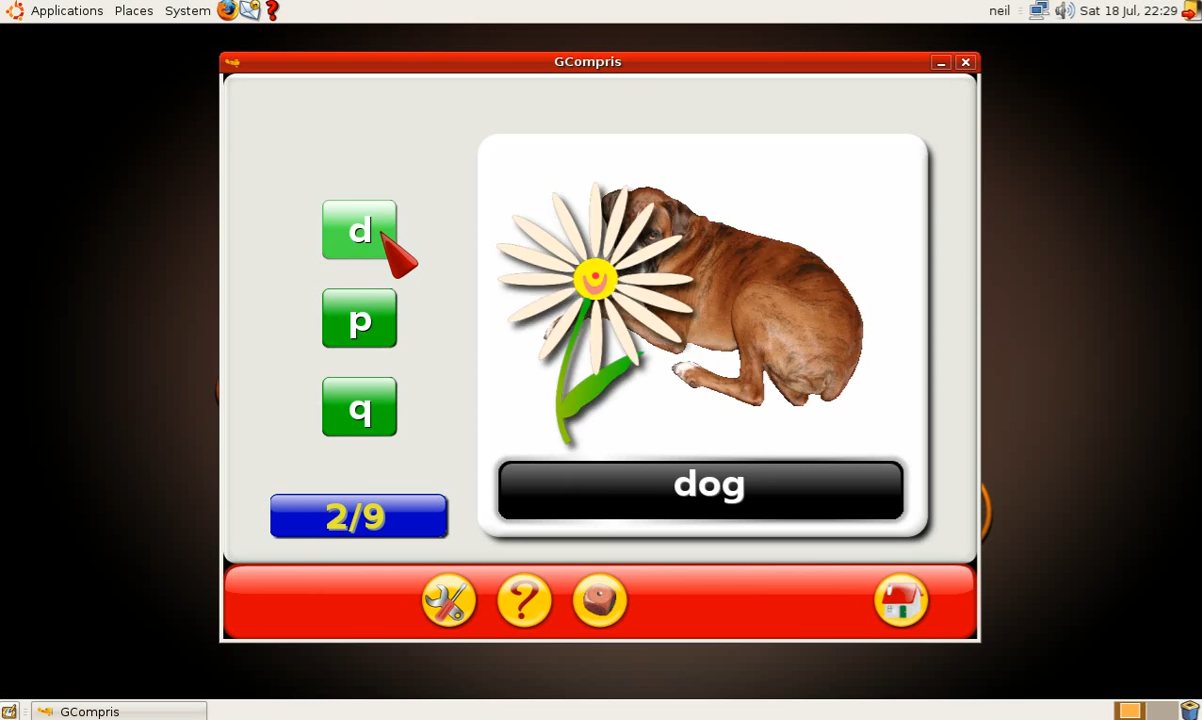 Applications Places System
neil Sat 18 Jul, 22:29
GCompris
d
p
q
dog
2/9
GCompris